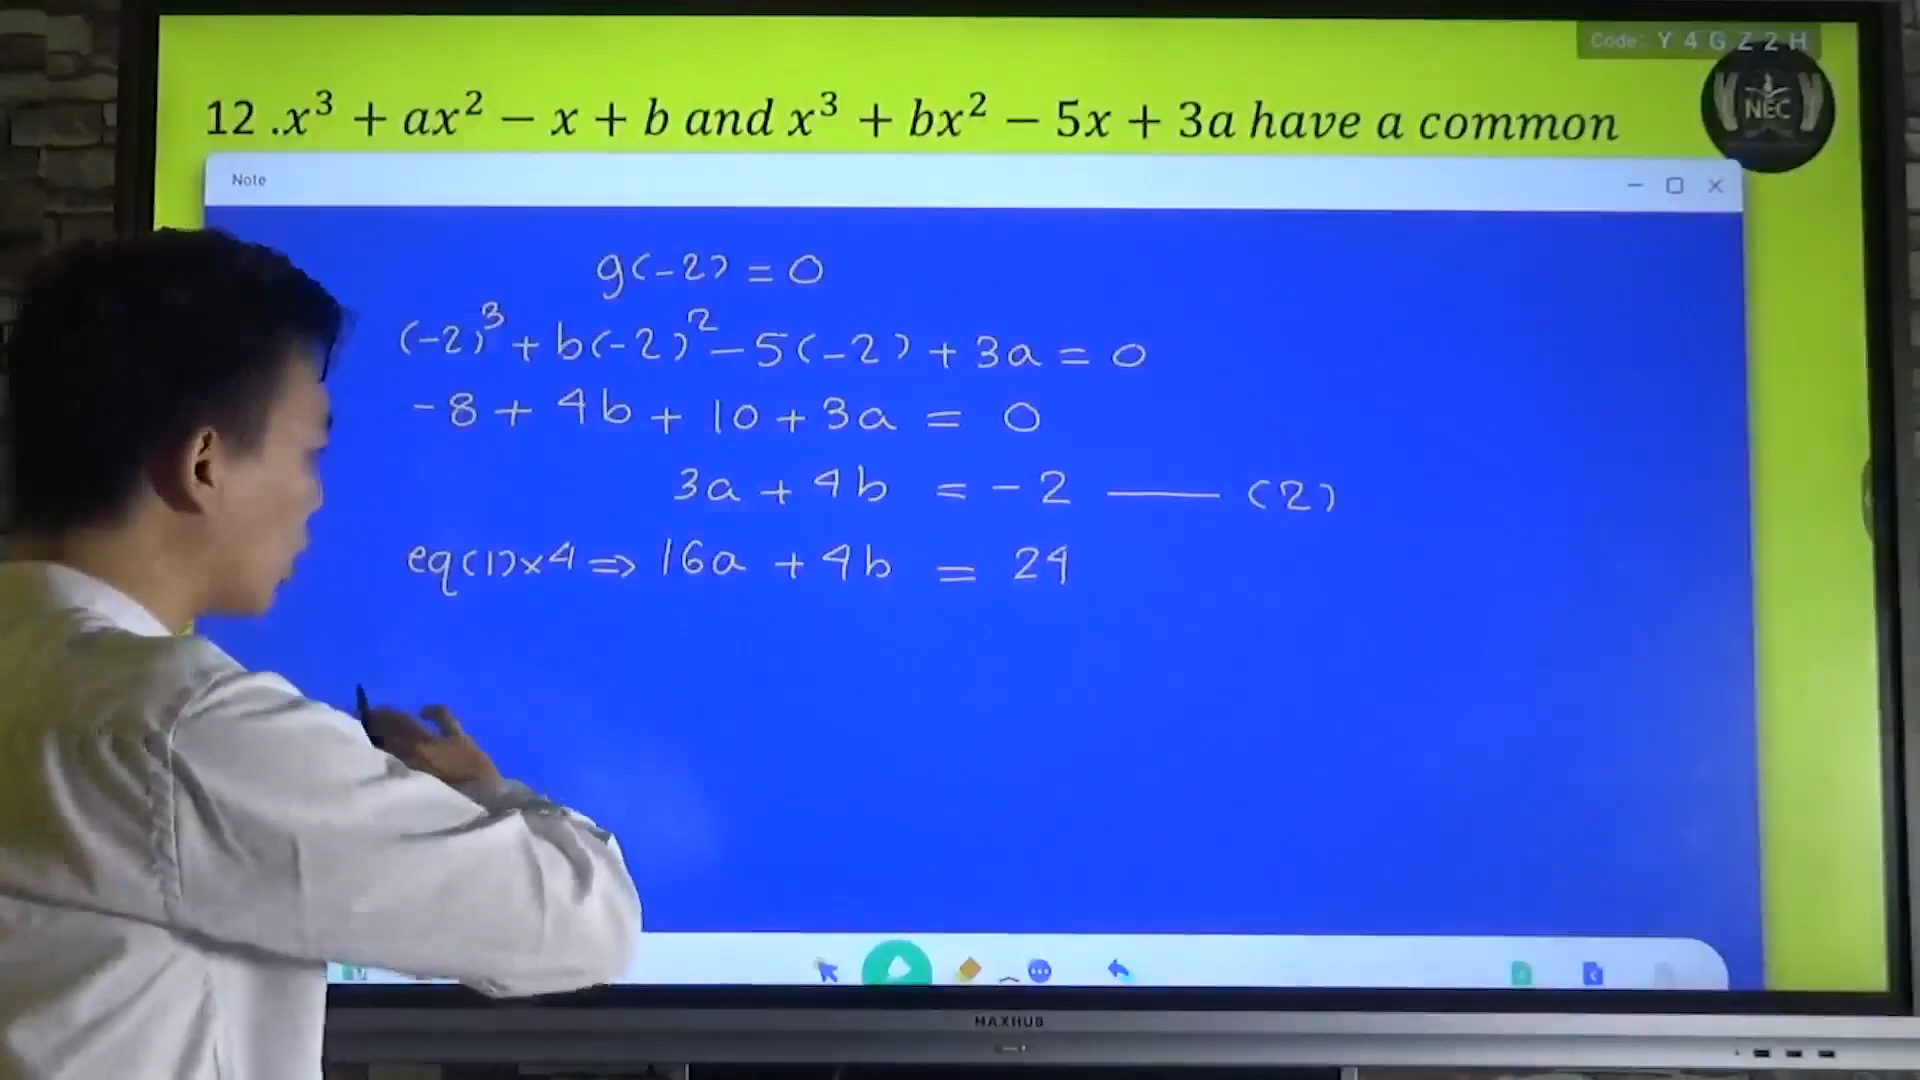 Code: Y 4 G Z 2 H
NEC
12 .x³ + ax² − x + b and x³ + bx² − 5x + 3a have a common
Note
g(-2) = 0
(-2)³ + b(-2)² - 5(-2) + 3a = 0
-8 + 4b + 10 + 3a = 0
3a + 4b = -2 —— (2)
eq(1)×4 ⇒ 16a + 4b = 24
MAXHUB